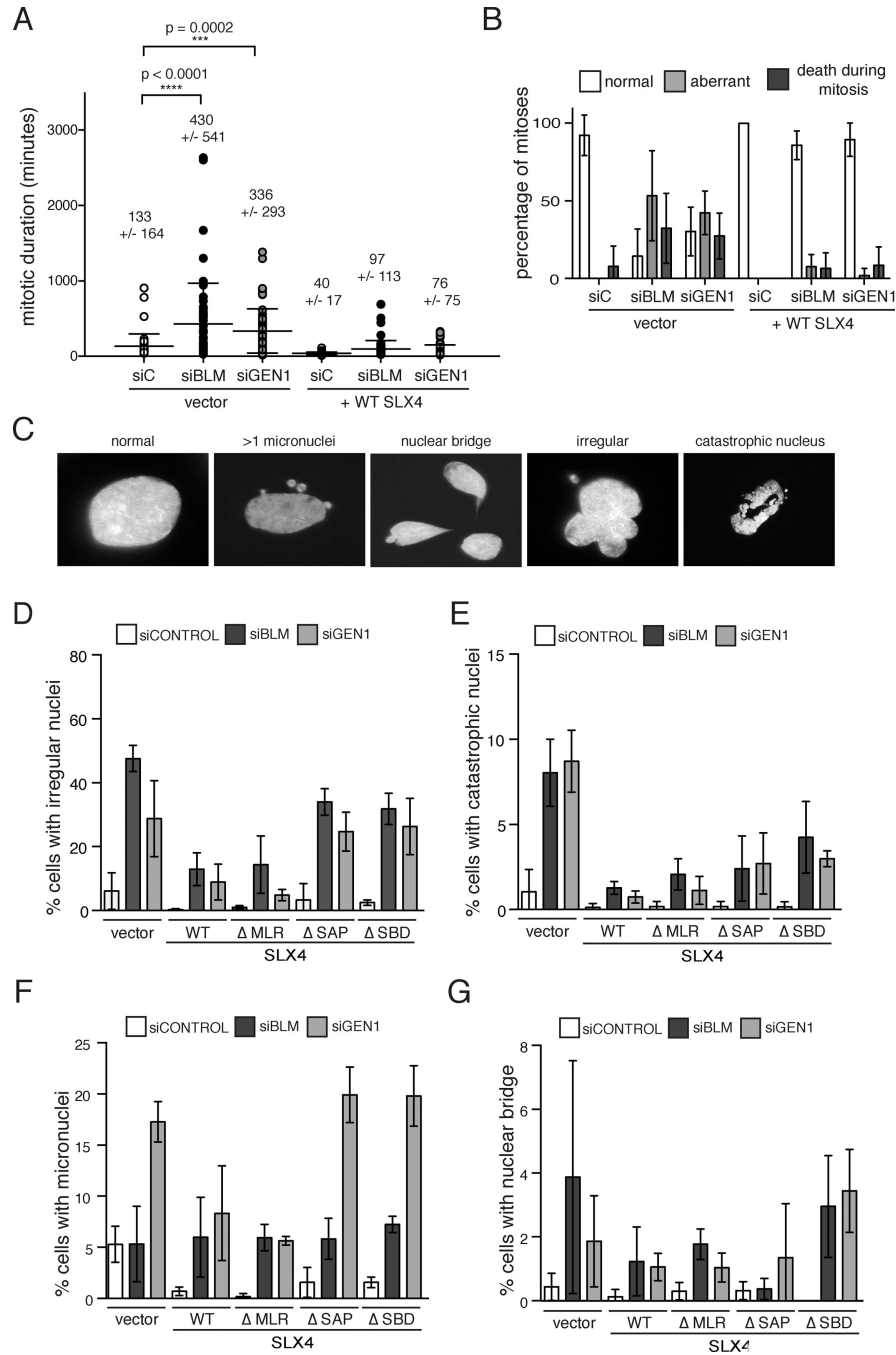 A
p = 0.0002
***
p < 0.0001
****
mitotic duration (minutes)
3000
2000
1000
0
133
+/- 164
430
+/- 541
336
+/- 293
40
+/- 17
97
+/- 113
76
+/- 75
siC siBLM siGEN1 siC siBLM siGEN1
vector + WT SLX4
B
normal aberrant death during
mitosis
percentage of mitoses
100
50
0
siC siBLM siGEN1 siC siBLM siGEN1
vector + WT SLX4
C
normal >1 micronuclei nuclear bridge irregular catastrophic nucleus
D
siCONTROL siBLM siGEN1
% cells with irregular nuclei
80
60
40
20
0
vector WT Δ MLR Δ SAP Δ SBD
SLX4
E
siCONTROL siBLM siGEN1
% cells with catastrophic nuclei
15
10
5
0
vector WT Δ MLR Δ SAP Δ SBD
SLX4
F
siCONTROL siBLM siGEN1
% cells with micronuclei
25
20
15
10
5
0
vector WT Δ MLR Δ SAP Δ SBD
SLX4
G
siCONTROL siBLM siGEN1
% cells with nuclear bridge
8
6
4
2
0
vector WT Δ MLR Δ SAP Δ SBD
SLX4